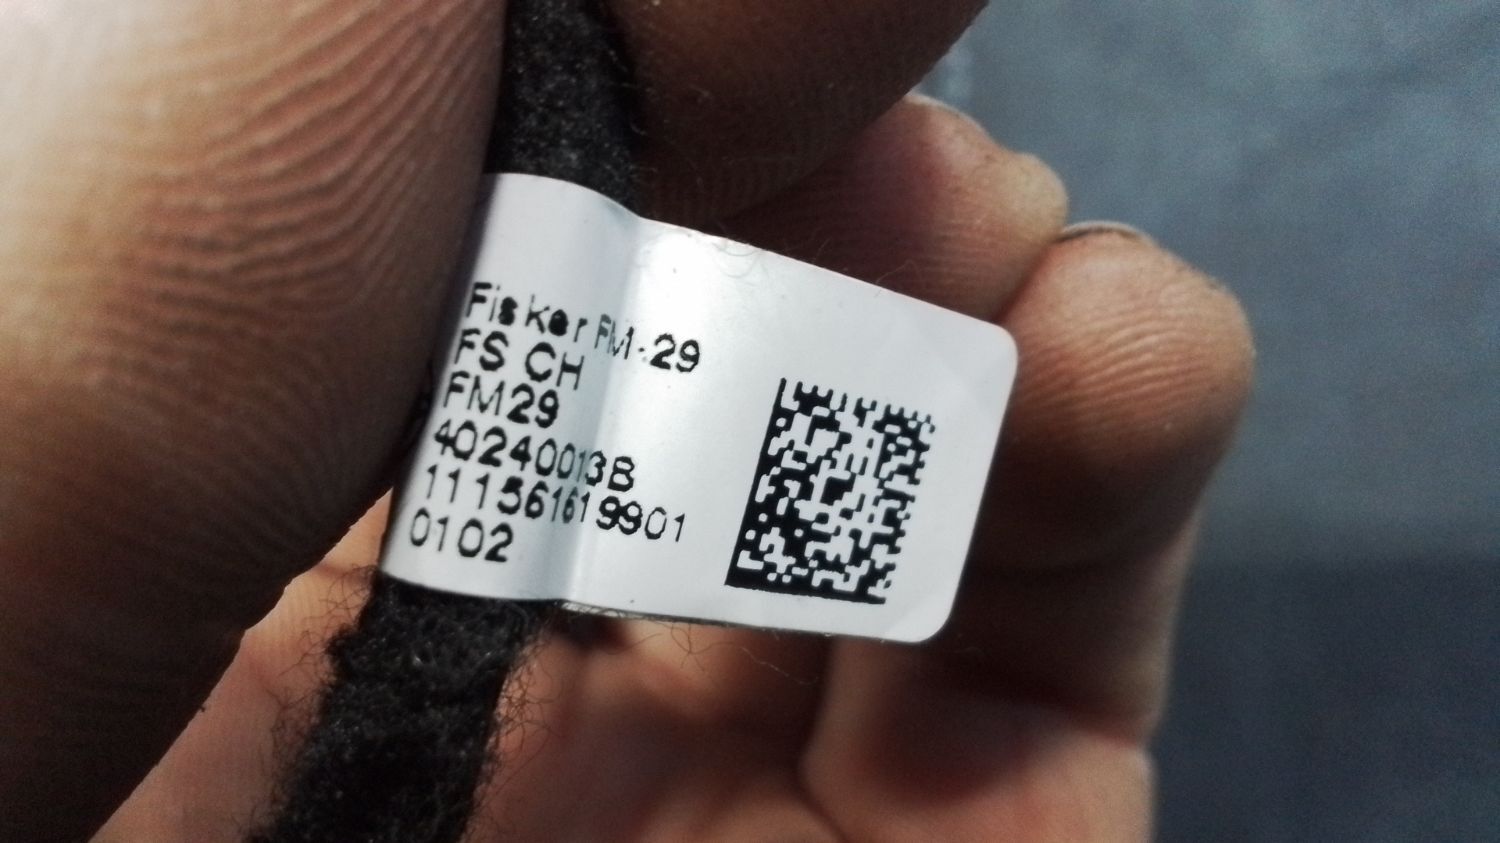 Fisker FM-29
FS CH
FM29
40240013B
111561619901
0102